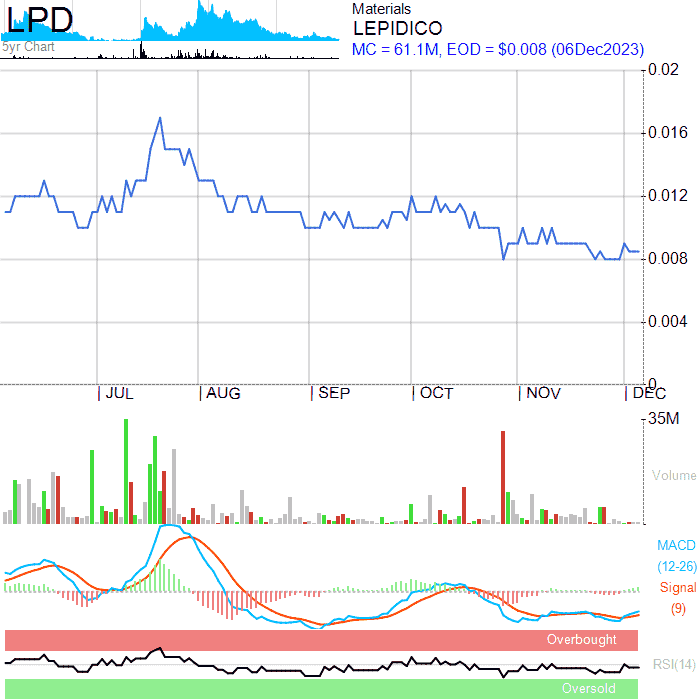 LPD
5yr Chart
Materials
LEPIDICO
MC = 61.1M, EOD = $0.008 (06Dec2023)
0.02
0.016
0.012
0.008
0.004
0
JUL AUG SEP OCT NOV DEC
35M
Volume
MACD
(12-26)
Signal
(9)
Overbought
RSI(14)
Oversold